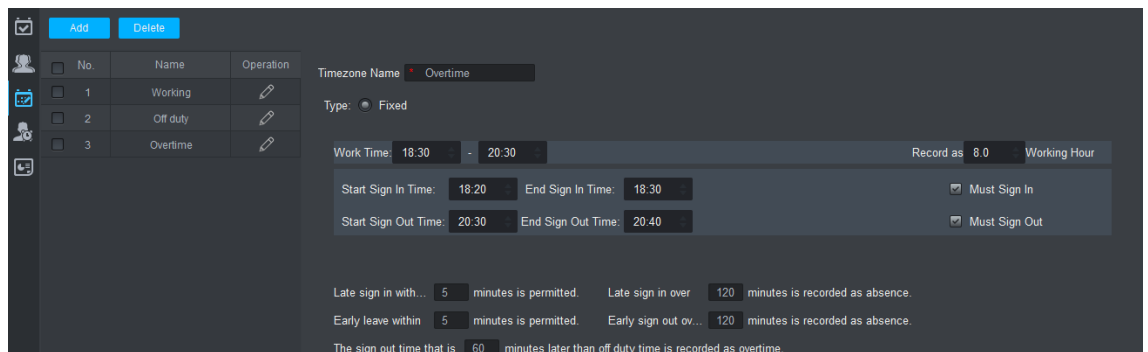 Add Delete
No. Name Operation
1 Working
2 Off duty
3 Overtime
Timezone Name * Overtime
Type: Fixed
Work Time: 18:30 - 20:30 Record as 8.0 Working Hour
Start Sign In Time: 18:20 End Sign In Time: 18:30 Must Sign In
Start Sign Out Time: 20:30 End Sign Out Time: 20:40 Must Sign Out
Late sign in with... 5 minutes is permitted. Late sign in over 120 minutes is recorded as absence.
Early leave within 5 minutes is permitted. Early sign out ov... 120 minutes is recorded as absence.
The sign out time that is 60 minutes later than off duty time is recorded as overtime.